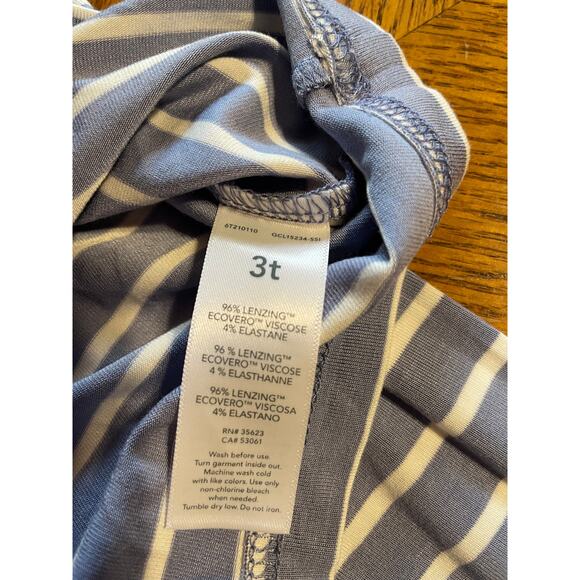 6T210110 GCL15234-SSI
3t
96% LENZING™
ECOVERO™ VISCOSE
4% ELASTANE
96 % LENZING™
ECOVERO™ VISCOSE
4 % ELASTHANNE
96% LENZING™
ECOVERO™ VISCOSA
4% ELASTANO
RN# 35623
CA# 53061
Wash before use.
Turn garment inside out.
Machine wash cold
with like colors. Use only
non-chlorine bleach
when needed.
Tumble dry low. Do not iron.